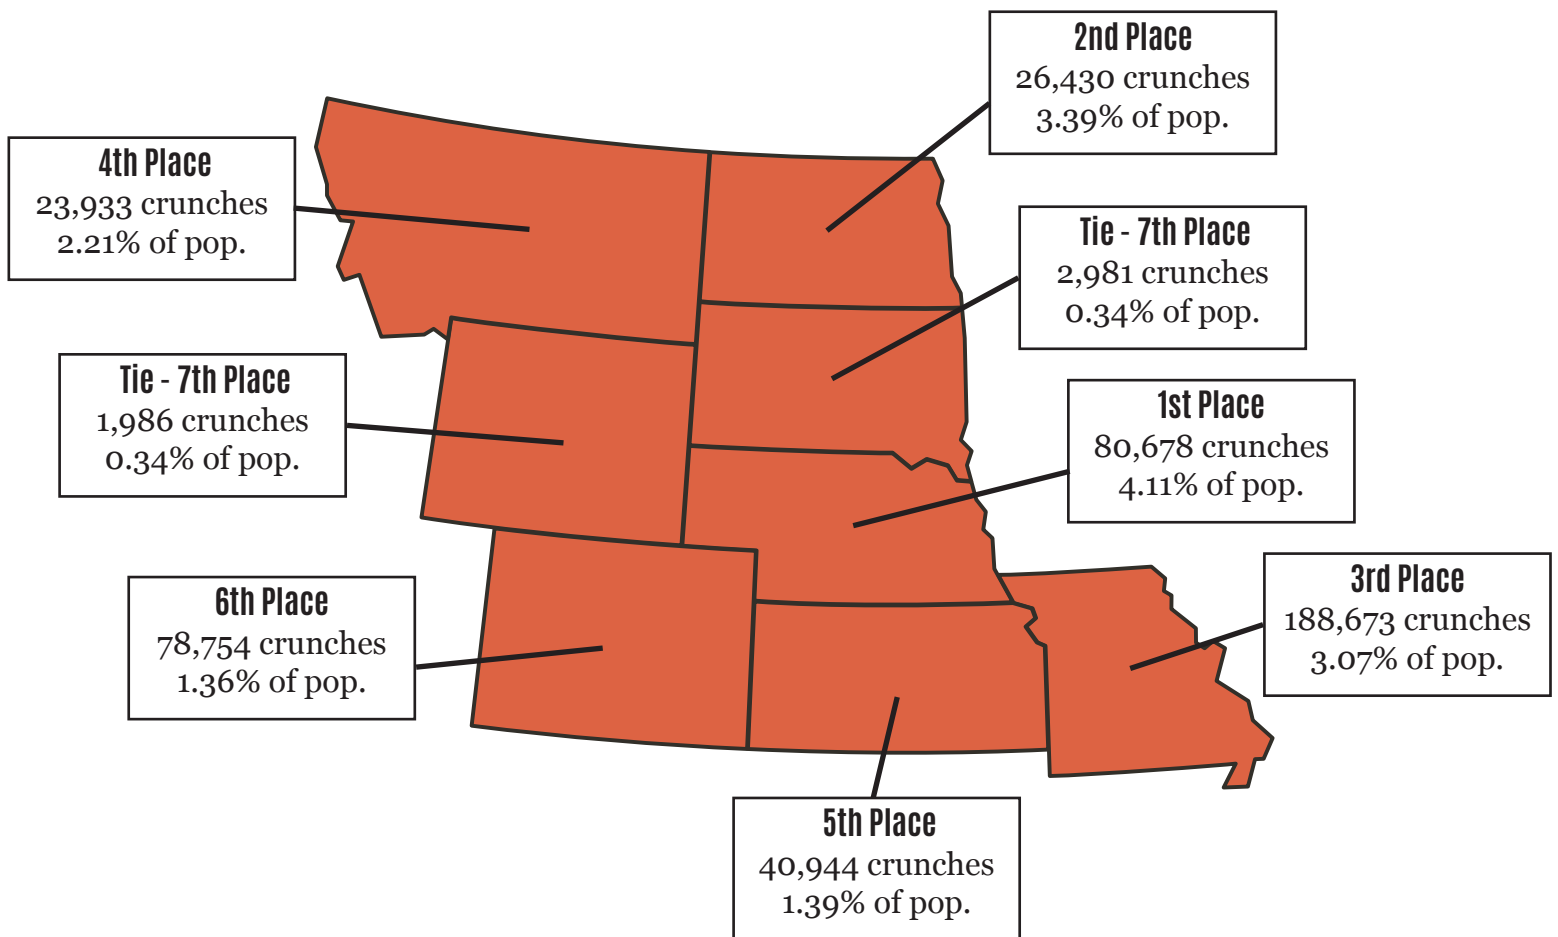 2nd Place
26,430 crunches
3.39% of pop.
4th Place
23,933 crunches
2.21% of pop.
Tie - 7th Place
2,981 crunches
0.34% of pop.
Tie - 7th Place
1,986 crunches
0.34% of pop.
1st Place
80,678 crunches
4.11% of pop.
3rd Place
188,673 crunches
3.07% of pop.
6th Place
78,754 crunches
1.36% of pop.
5th Place
40,944 crunches
1.39% of pop.